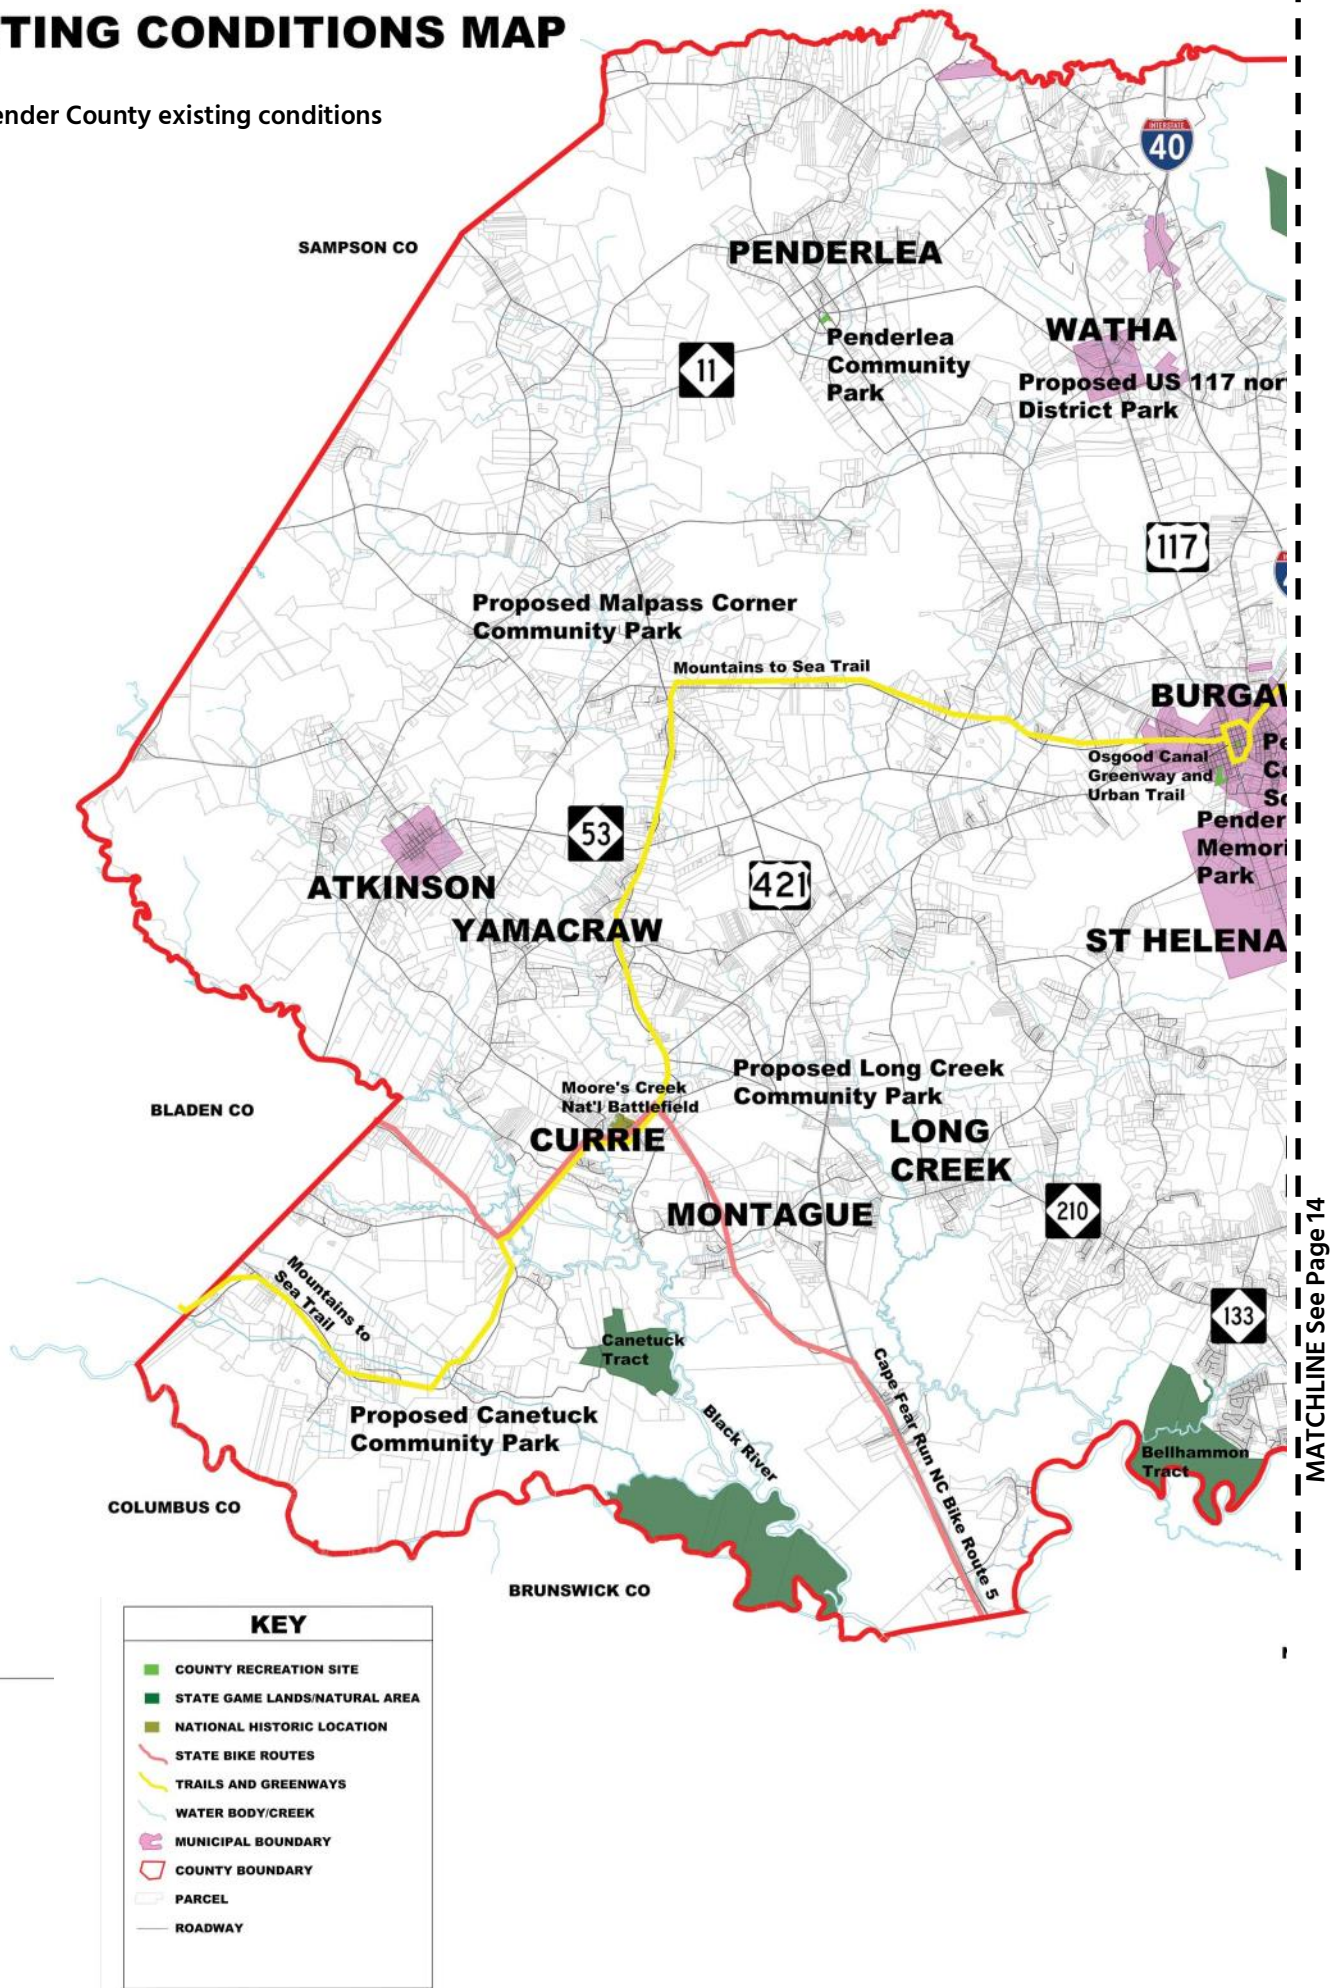 TING CONDITIONS MAP
ender County existing conditions
INTERSTATE
40
SAMPSON CO
PENDERLEA
WATHA
Penderlea
Community
Park
11
Proposed US 117 nor
District Park
117
Proposed Malpass Corner
Community Park
Mountains to Sea Trail
BURGAW
Osgood Canal
Greenway and
Urban Trail
Pe
Co
So
Pender
Memori
Park
53
421
ATKINSON
YAMACRAW
ST HELENA
Proposed Long Creek
Community Park
Moore's Creek
Nat'l Battlefield
BLADEN CO
CURRIE
LONG
CREEK
MONTAGUE
210
MATCHLINE See Page 14
Mountains to
Sea Trail
133
Canetuck
Tract
Cape Fear Run NC Bike Route 5
Proposed Canetuck
Community Park
Black River
Bellhammon
Tract
COLUMBUS CO
BRUNSWICK CO
KEY
COUNTY RECREATION SITE
STATE GAME LANDS/NATURAL AREA
NATIONAL HISTORIC LOCATION
STATE BIKE ROUTES
TRAILS AND GREENWAYS
WATER BODY/CREEK
MUNICIPAL BOUNDARY
COUNTY BOUNDARY
PARCEL
ROADWAY